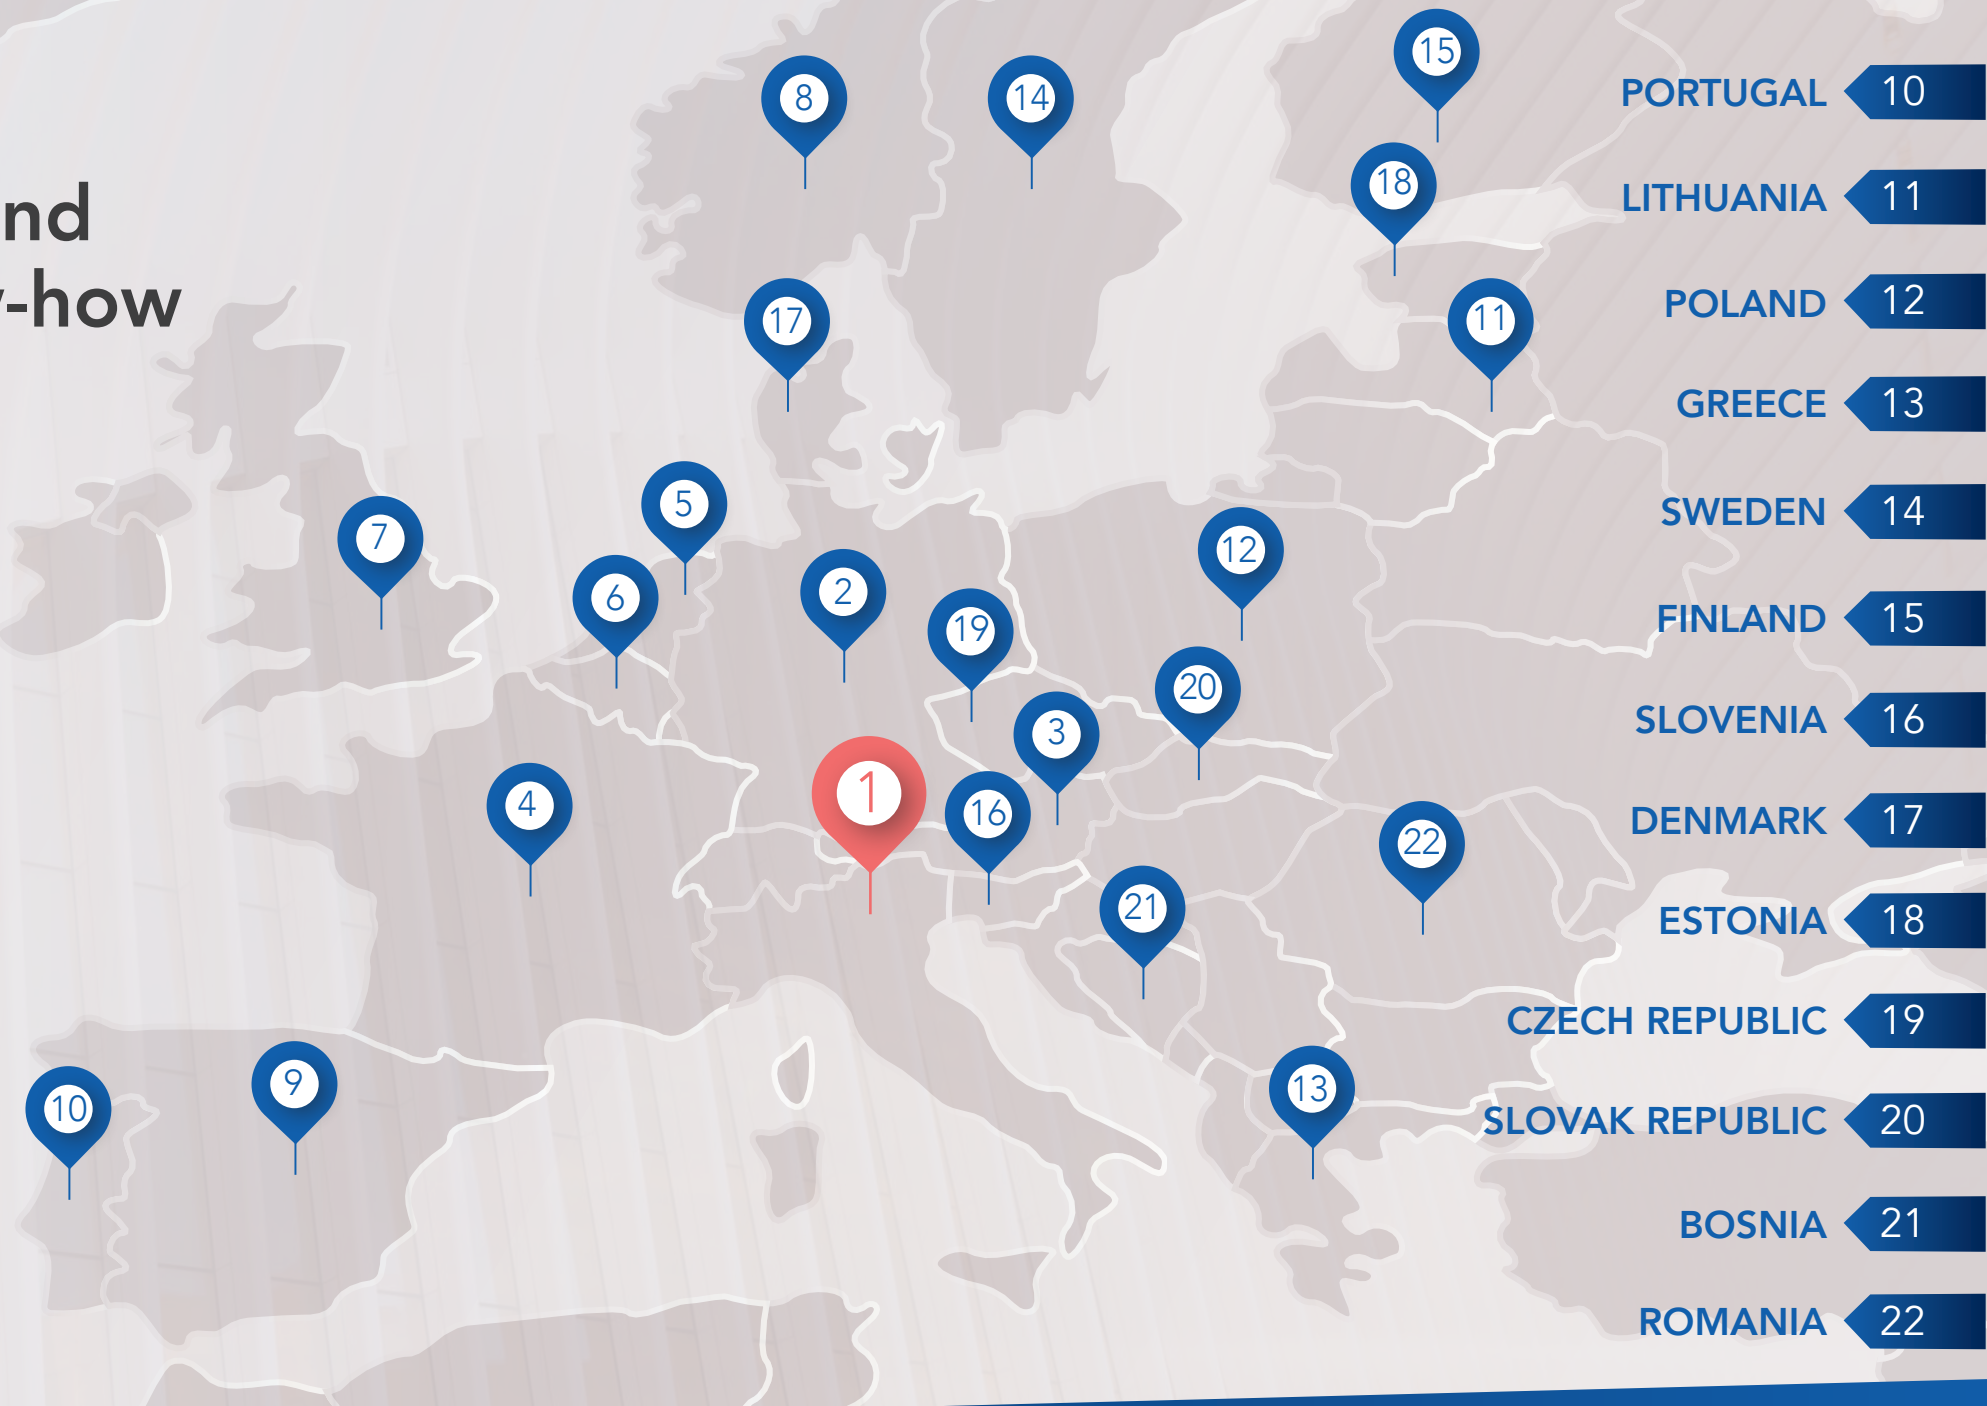 nd
-how
15
8
14
18
17
11
5
7
12
6
2
19
20
3
1
4
16
22
21
9
13
10
PORTUGAL 10
LITHUANIA 11
POLAND 12
GREECE 13
SWEDEN 14
FINLAND 15
SLOVENIA 16
DENMARK 17
ESTONIA 18
CZECH REPUBLIC 19
SLOVAK REPUBLIC 20
BOSNIA 21
ROMANIA 22